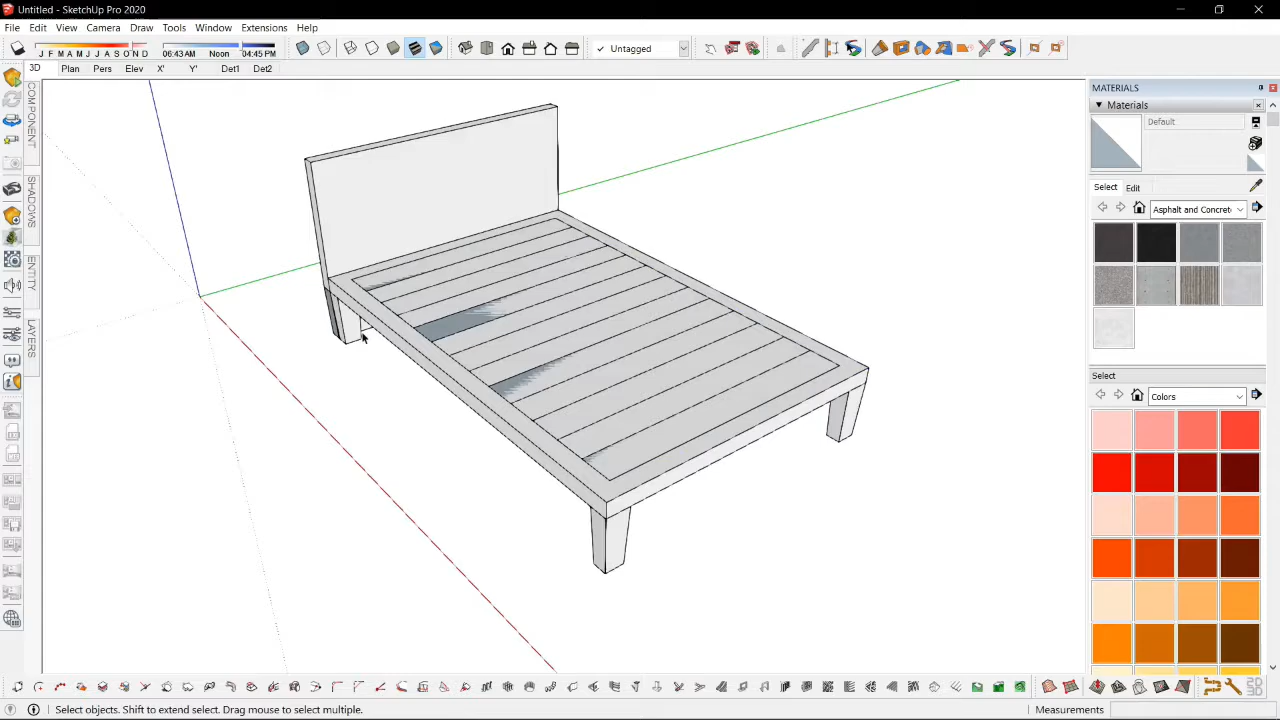 Untitled - SketchUp Pro 2020
File Edit View Camera Draw Tools Window Extensions Help
J F M A M J J A S O N D 06:43 AM Noon 04:45 PM
✓ Untagged
3D Plan Pers Elev X' Y' Det1 Det2
COMPONENT
SHADOWS
ENTITY
LAYERS
MATERIALS
Materials
Default
Select Edit
Asphalt and Concret
Select
Colors
Select objects. Shift to extend select. Drag mouse to select multiple.
Measurements